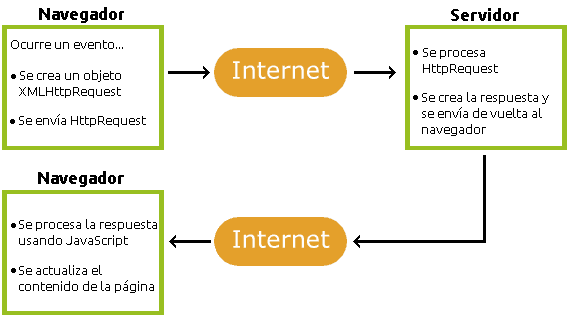 Navegador
Ocurre un evento...
• Se crea un objeto
XMLHttpRequest
• Se envía HttpRequest
Internet
Servidor
• Se procesa
HttpRequest
• Se crea la respuesta y
se envía de vuelta al
navegador
Navegador
• Se procesa la respuesta
usando JavaScript
• Se actualiza el
contenido de la página
Internet